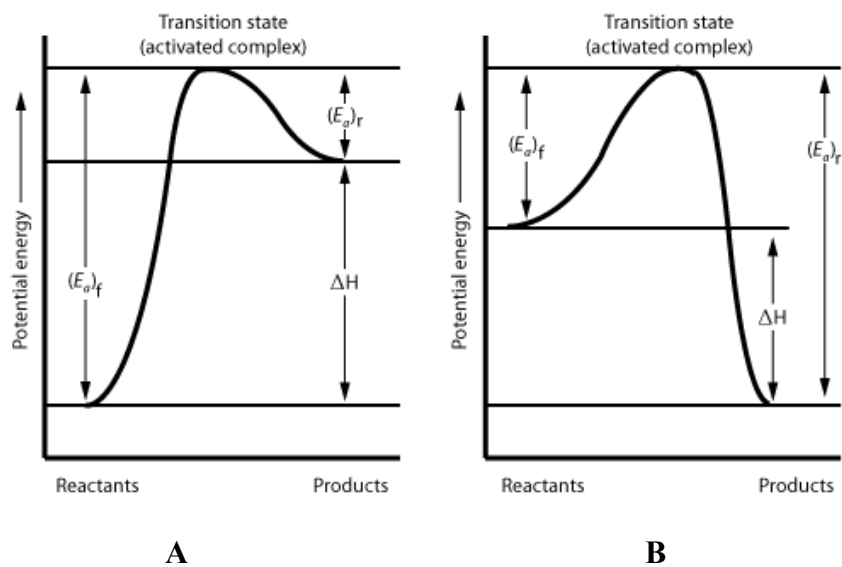 Transition state
(activated complex)
Potential energy
(Eₐ)f
(Eₐ)r
ΔH
Reactants
Products
A
Transition state
(activated complex)
Potential energy
(Eₐ)f
(Eₐ)r
ΔH
Reactants
Products
B